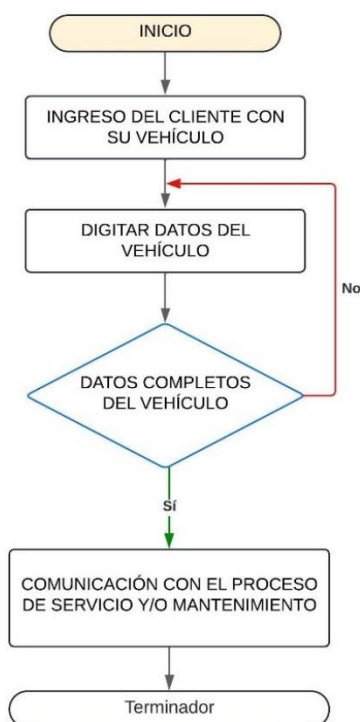 INICIO
INGRESO DEL CLIENTE CON
SU VEHÍCULO
DIGITAR DATOS DEL
VEHÍCULO
No
DATOS COMPLETOS
DEL VEHÍCULO
Sí
COMUNICACIÓN CON EL PROCESO
DE SERVICIO Y/O MANTENIMIENTO
Terminador